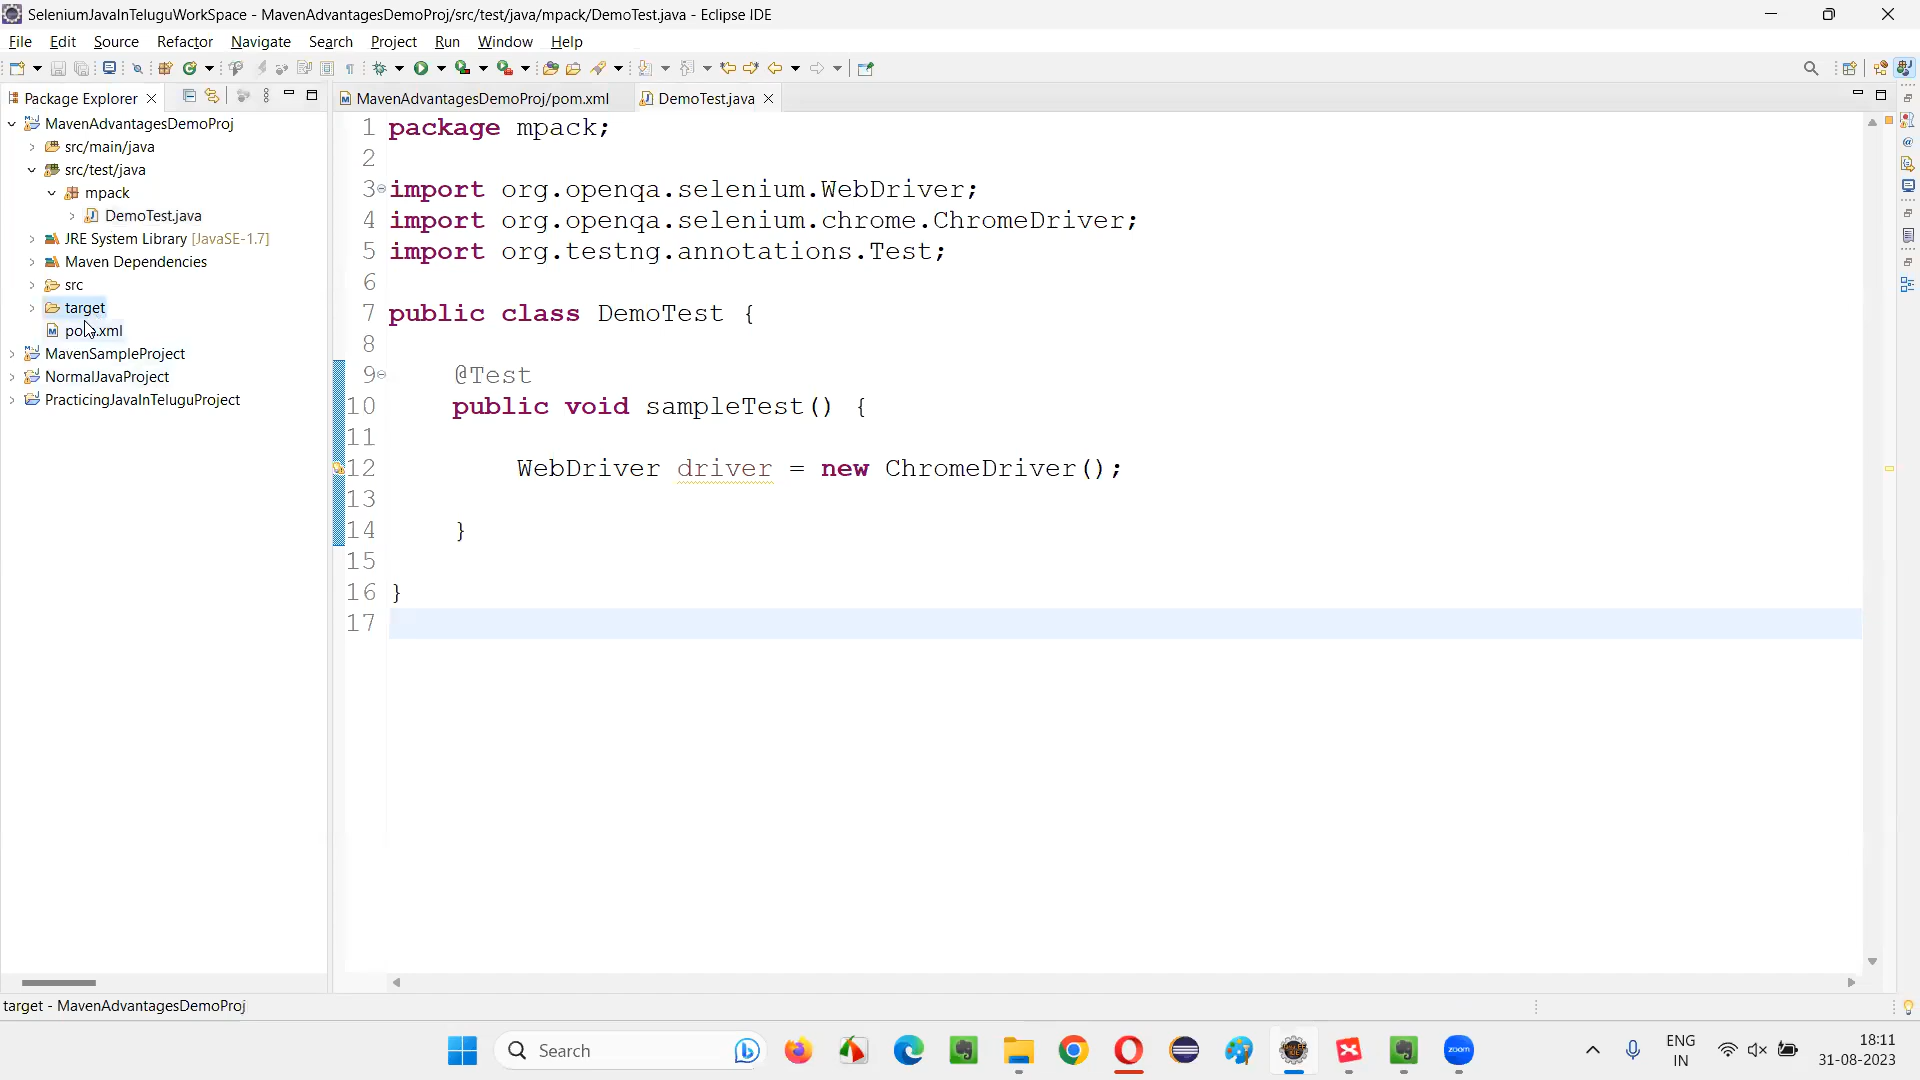 SeleniumJavaInTeluguWorkSpace - MavenAdvantagesDemoProj/src/test/java/mpack/DemoTest.java - Eclipse IDE
File Edit Source Refactor Navigate Search Project Run Window Help
Package Explorer
MavenAdvantagesDemoProj/pom.xml DemoTest.java
MavenAdvantagesDemoProj
src/main/java
src/test/java
mpack
DemoTest.java
JRE System Library [JavaSE-1.7]
Maven Dependencies
src
target
MavenSampleProject
NormalJavaProject
PracticingJavaInTeluguProject
1 package mpack;
2
3 import org.openqa.selenium.WebDriver;
4 import org.openqa.selenium.chrome.ChromeDriver;
5 import org.testng.annotations.Test;
6
7 public class DemoTest {
8
9 @Test
10 public void sampleTest() {
11
12 WebDriver driver = new ChromeDriver();
13
14 }
15
16 }
17
target - MavenAdvantagesDemoProj
Search
zoom
ENG
IN
18:11
31-08-2023